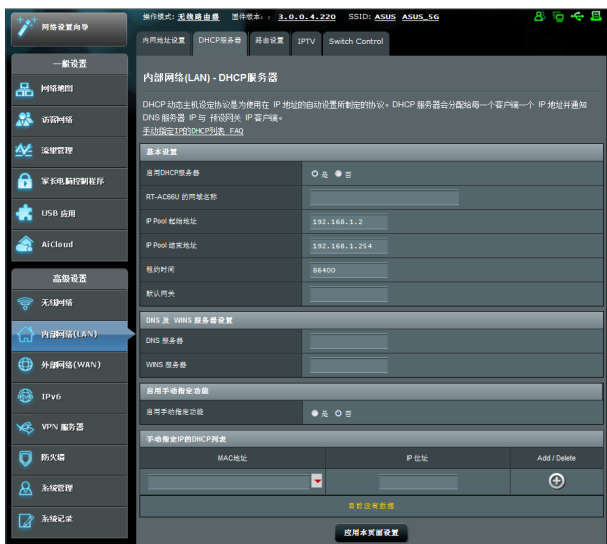 网络设置向导
操作模式: 无线路由器 固件版本: : 3.0.0.4.220 SSID: ASUS ASUS_5G
内网地址设置 DHCP服务器 路由设置 IPTV Switch Control
一般设置
网络地图
访客网络
流量管理
家长电脑控制程序
USB 应用
AiCloud
高级设置
无线网络
内部网络(LAN)
外部网络(WAN)
IPv6
VPN 服务器
防火墙
系统管理
系统记录
内部网络(LAN) - DHCP服务器
DHCP 动态主机设定协议是为使用在 IP 地址的自动设置所制定的协议。DHCP 服务器会分配给每一个客户端一个 IP 地址并通知
DNS 服务器 IP 与 预设网关 IP 客户端。
手动指定IP的DHCP列表 FAQ
基本设置
启用DHCP服务器 是 否
RT-AC66U 的网域名称
IP Pool 起始地址 192.168.1.2
IP Pool 结束地址 192.168.1.254
租约时间 86400
默认网关
DNS 及 WINS 服务器设置
DNS 服务器
WINS 服务器
启用手动指定功能
启用手动指定功能 是 否
手动指定IP的DHCP列表
MAC地址 IP 位址 Add / Delete
目前没有数据
应用本页面设置